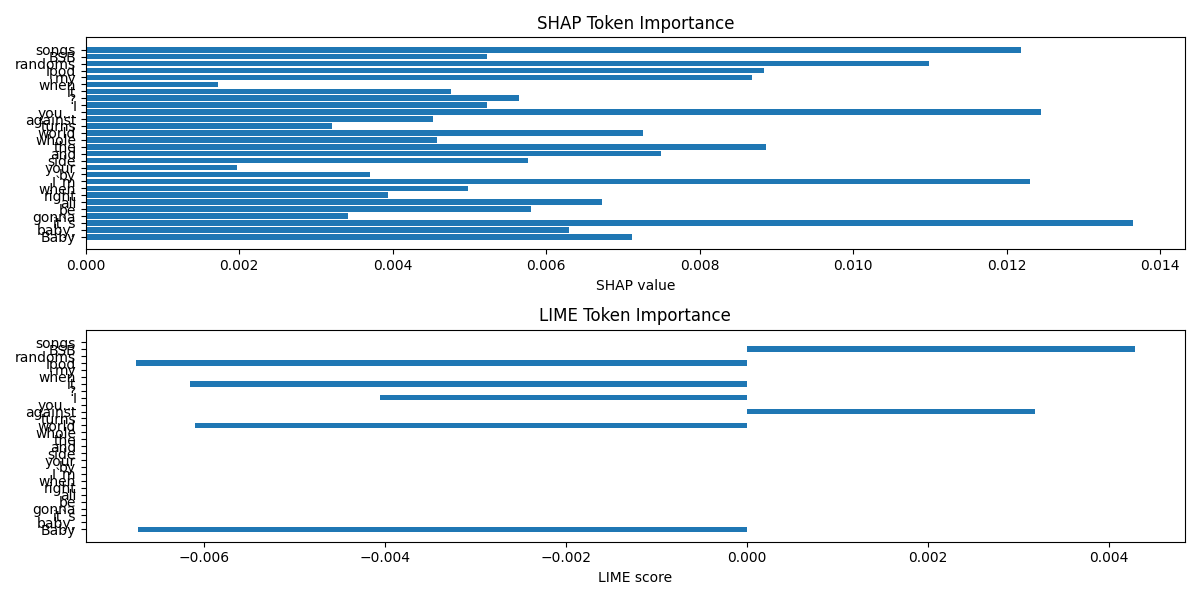 SHAP Token Importance
songs
BSB
randoms
Ipod
my
when
it
?
I
you
against
turns
world
whole
the
and
side
your
by
I`m
when
right
all
be
gonna
it`s
baby,
Baby
0.000 0.002 0.004 0.006 0.008 0.010 0.012 0.014
SHAP value
LIME Token Importance
songs
BSB
randoms
Ipod
my
when
it
?
I
you
against
turns
world
whole
the
and
side
your
by
I`m
when
right
all
be
gonna
it`s
baby,
Baby
−0.006 −0.004 −0.002 0.000 0.002 0.004
LIME score